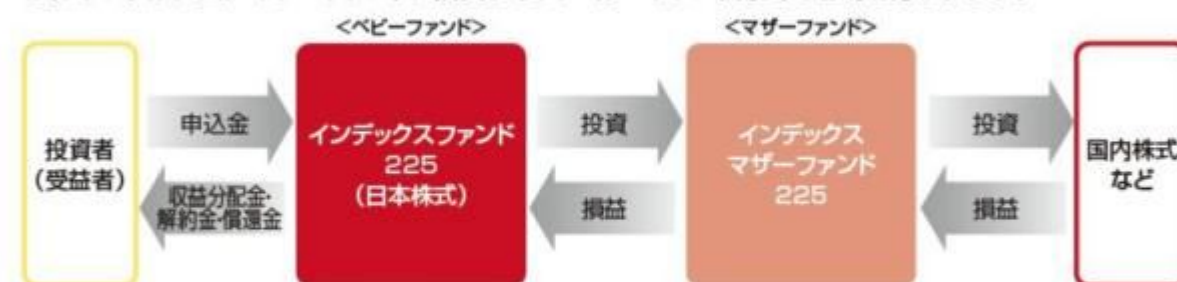 <ベビーファンド>
<マザーファンド>
投資者
(受益者)
申込金
収益分配金・
解約金・償還金
インデックスファンド
225
(日本株式)
投資
損益
インデックス
マザーファンド
225
投資
損益
国内株式
など